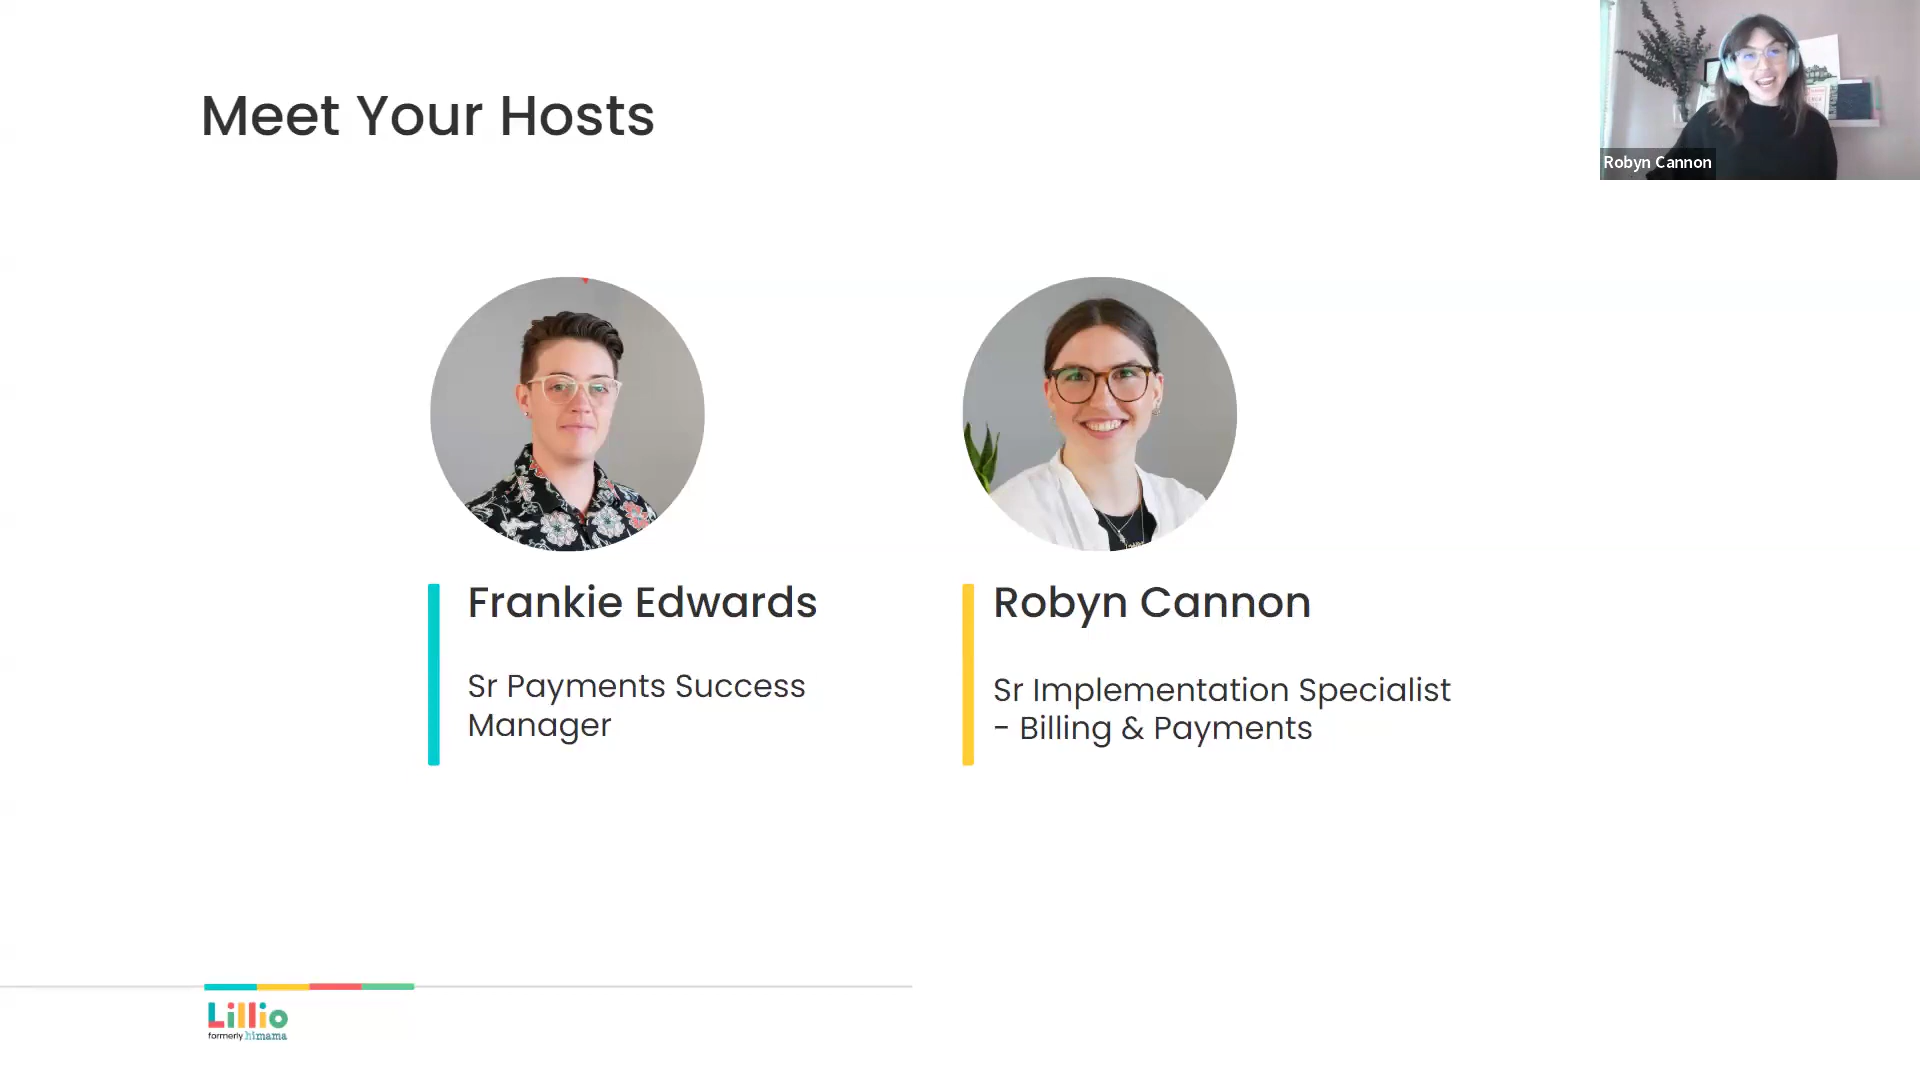 Meet Your Hosts
Robyn Cannon
Frankie Edwards
Sr Payments Success
Manager
Robyn Cannon
Sr Implementation Specialist
- Billing & Payments
Lillio
formerly himama